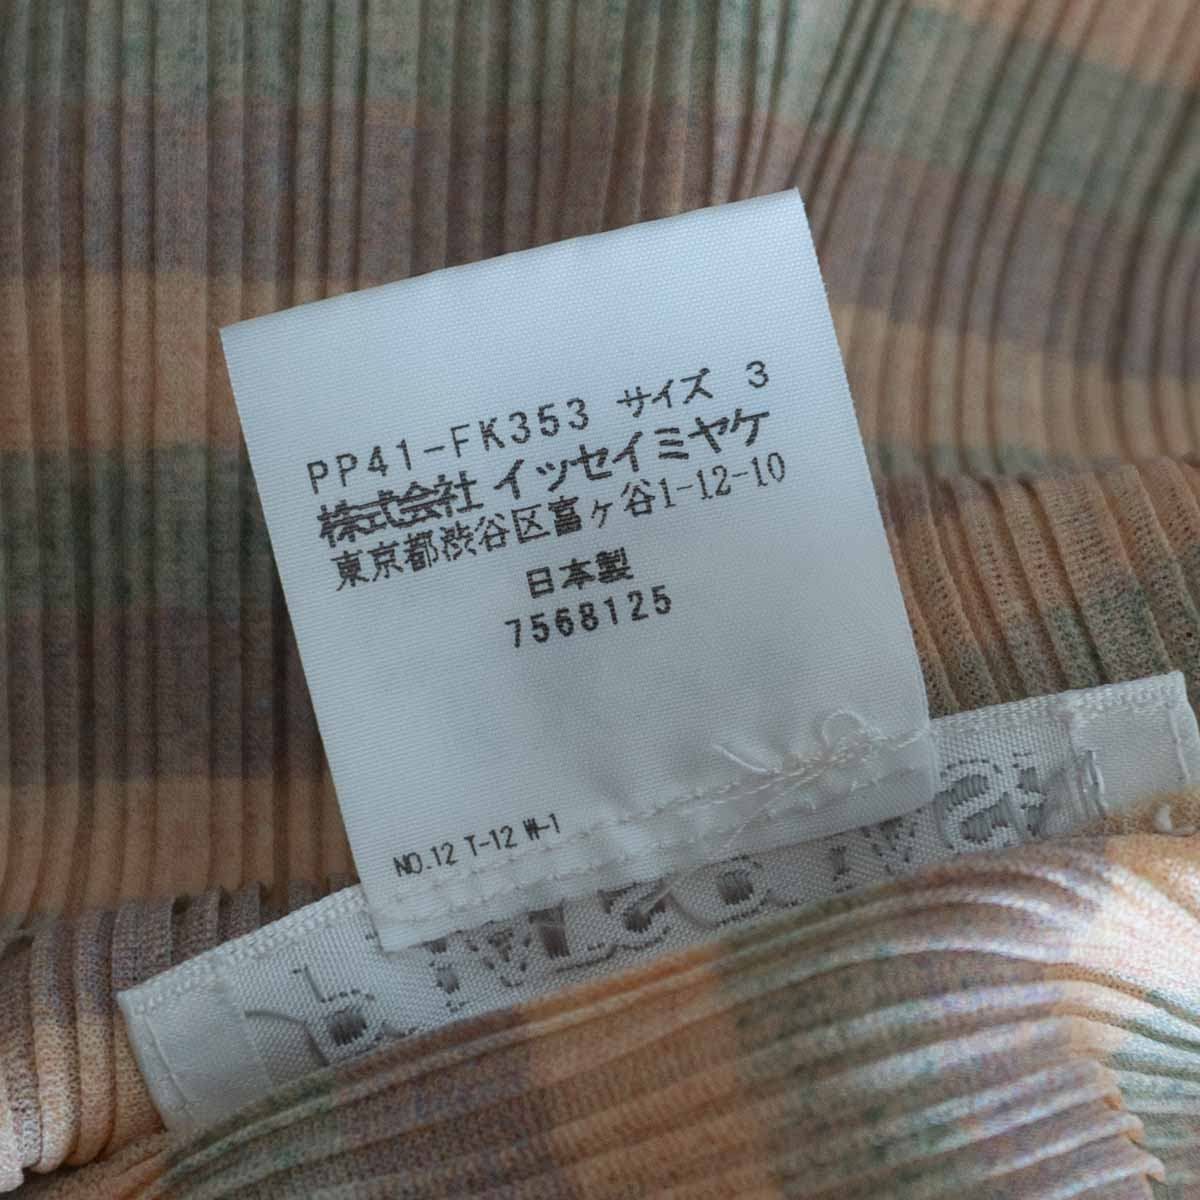 PP41-FK353 サイズ 3
株式会社 イッセイミヤケ
東京都渋谷区富ヶ谷1-12-10
日本製
7568125
NO.12 T-12 W-1